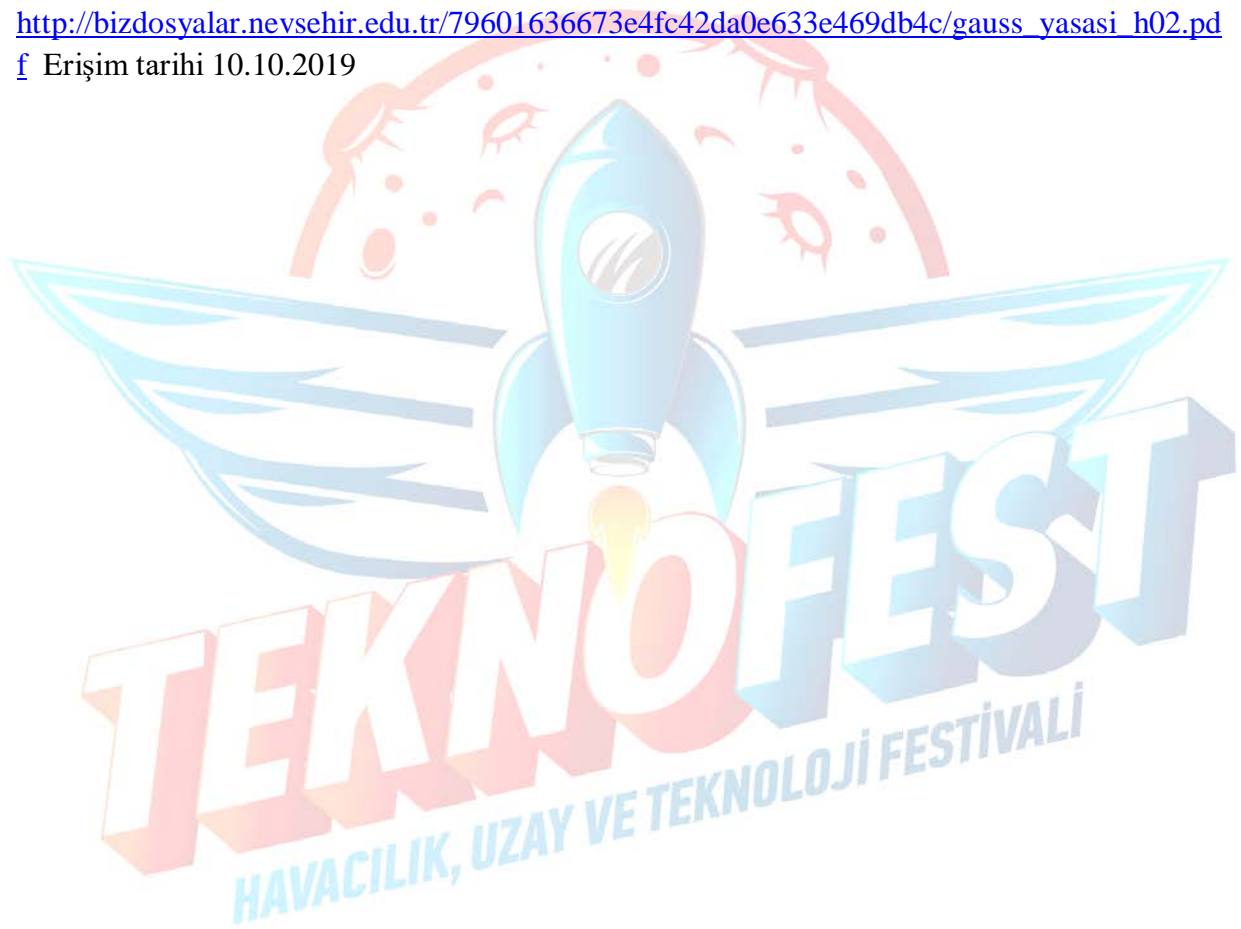 http://bizdosyalar.nevsehir.edu.tr/79601636673e4fc42da0e633e469db4c/gauss_yasasi_h02.pd
f Erişim tarihi 10.10.2019
TEKNOFEST
HAVACILIK, UZAY VE TEKNOLOJİ FESTİVALİ